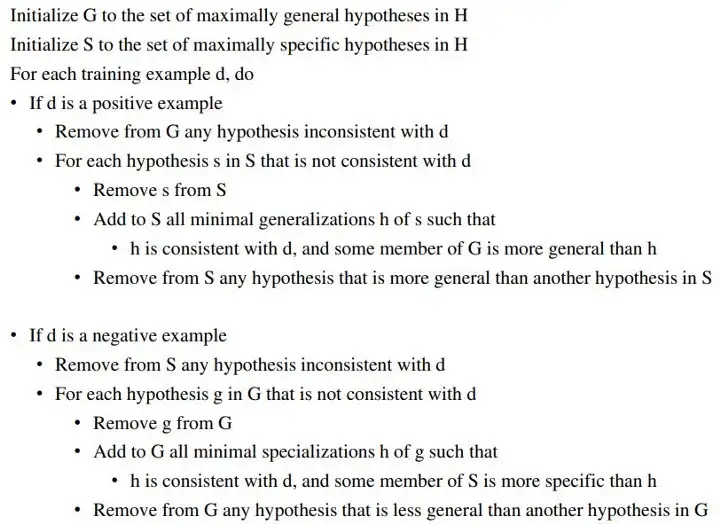 Initialize G to the set of maximally general hypotheses in H
Initialize S to the set of maximally specific hypotheses in H
For each training example d, do
• If d is a positive example
• Remove from G any hypothesis inconsistent with d
• For each hypothesis s in S that is not consistent with d
• Remove s from S
• Add to S all minimal generalizations h of s such that
• h is consistent with d, and some member of G is more general than h
• Remove from S any hypothesis that is more general than another hypothesis in S
• If d is a negative example
• Remove from S any hypothesis inconsistent with d
• For each hypothesis g in G that is not consistent with d
• Remove g from G
• Add to G all minimal specializations h of g such that
• h is consistent with d, and some member of S is more specific than h
• Remove from G any hypothesis that is less general than another hypothesis in G